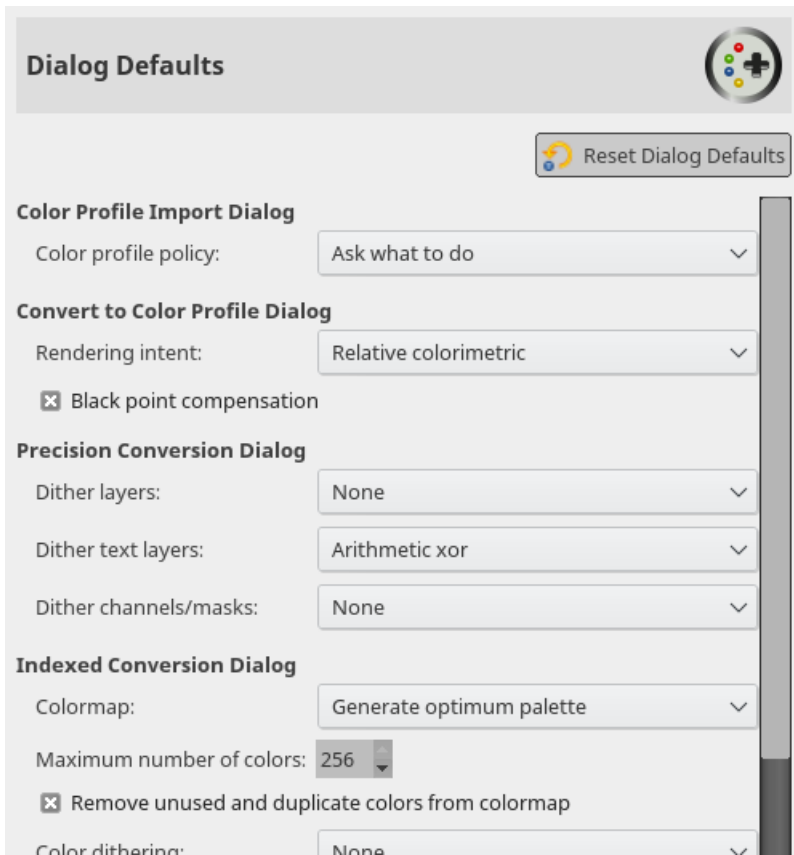 Dialog Defaults
Reset Dialog Defaults
Color Profile Import Dialog
Color profile policy: Ask what to do
Convert to Color Profile Dialog
Rendering intent: Relative colorimetric
Black point compensation
Precision Conversion Dialog
Dither layers: None
Dither text layers: Arithmetic xor
Dither channels/masks: None
Indexed Conversion Dialog
Colormap: Generate optimum palette
Maximum number of colors: 256
Remove unused and duplicate colors from colormap
Color dithering: None